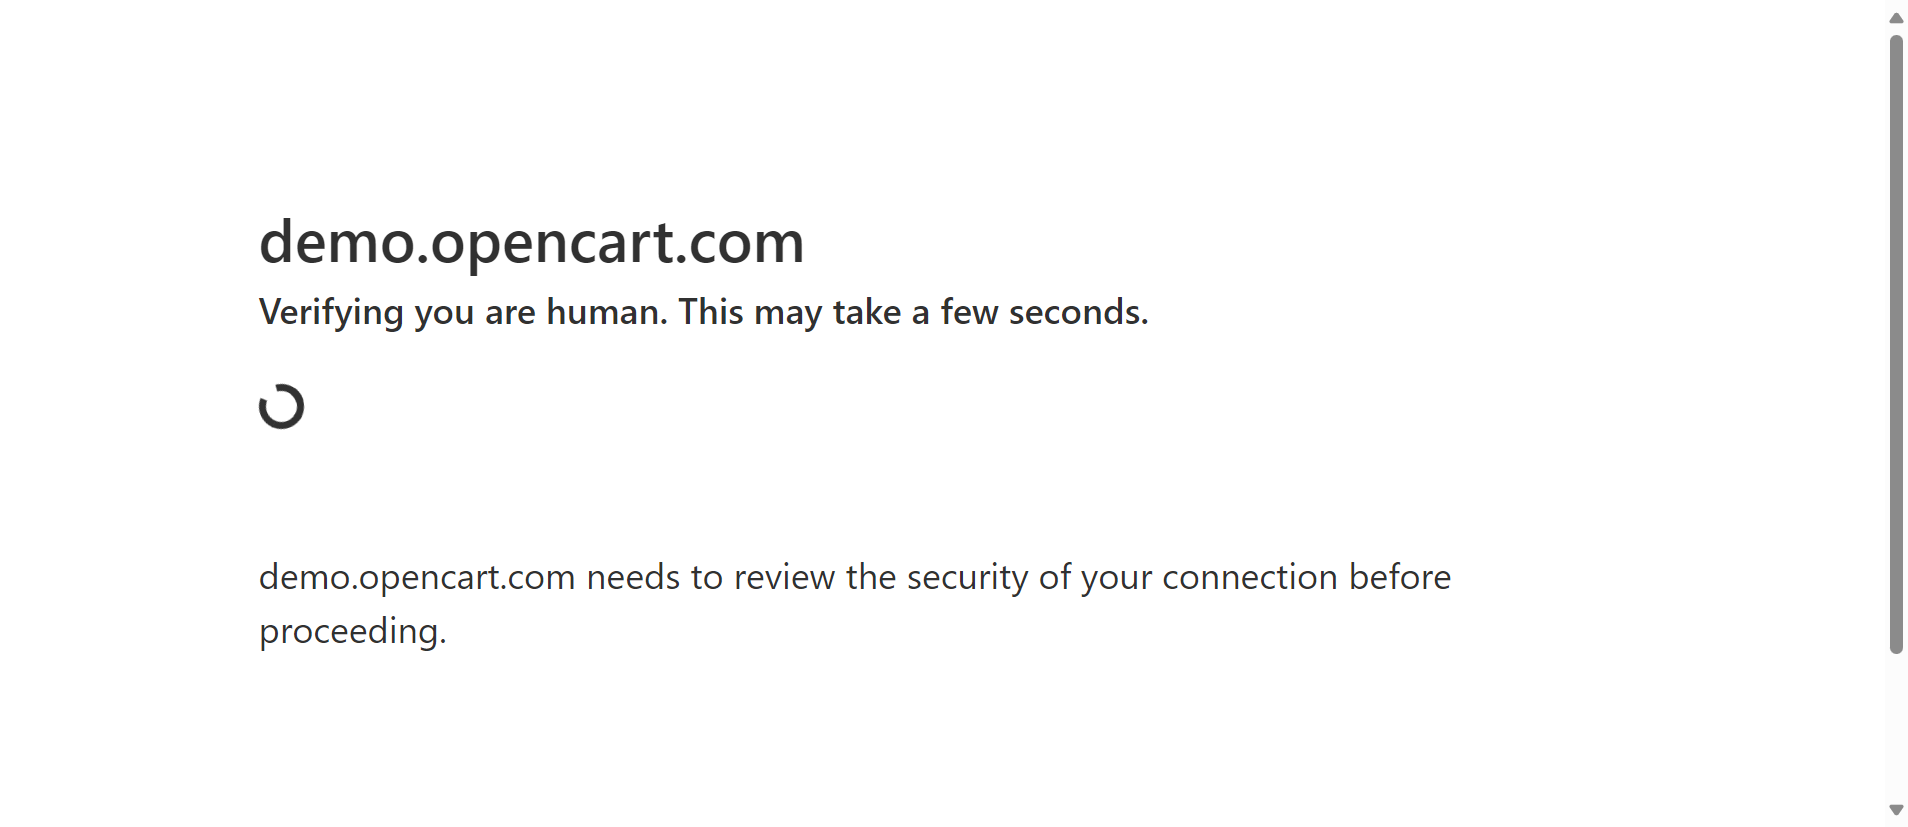 demo.opencart.com
Verifying you are human. This may take a few seconds.
demo.opencart.com needs to review the security of your connection before
proceeding.